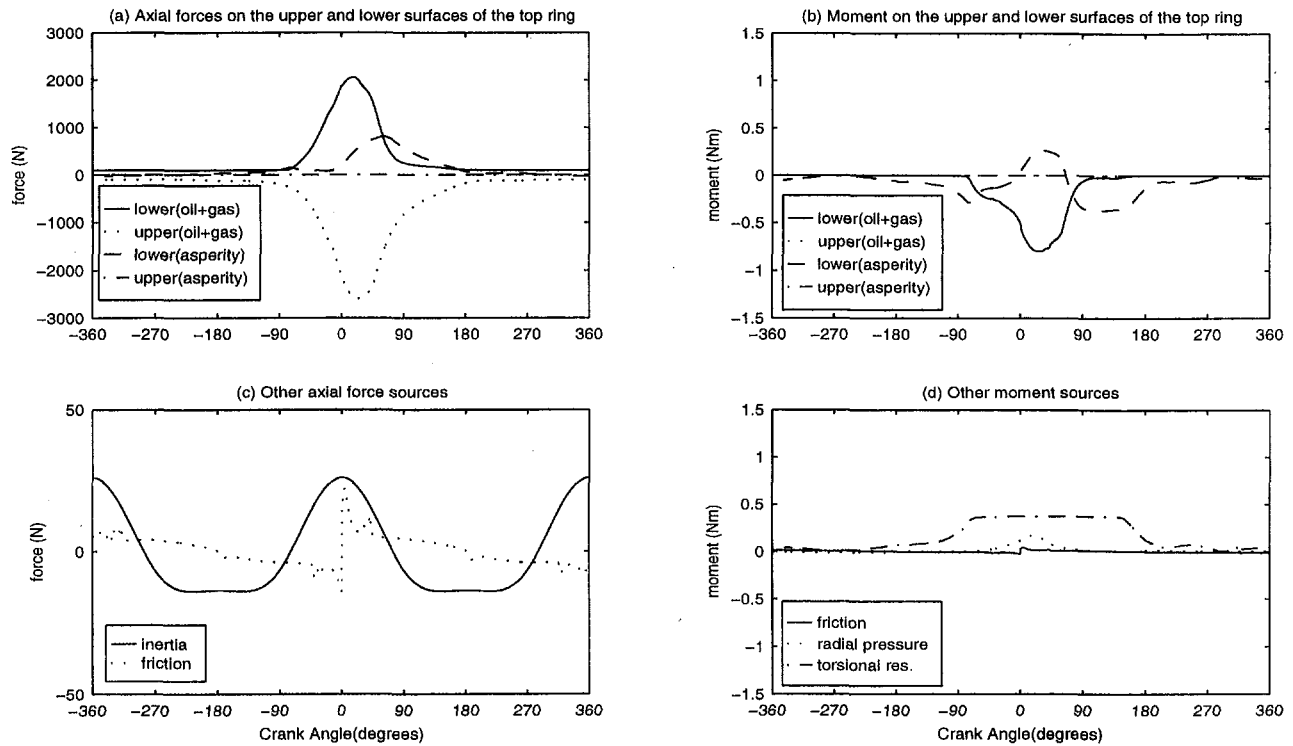 (a) Axial forces on the upper and lower surfaces of the top ring
3000
2000
1000
0
−1000
−2000
−3000
force (N)
lower(oil+gas)
upper(oil+gas)
lower(asperity)
upper(asperity)
−360 −270 −180 −90 0 90 180 270 360
(b) Moment on the upper and lower surfaces of the top ring
1.5
1
0.5
0
−0.5
−1
−1.5
moment (Nm)
lower(oil+gas)
upper(oil+gas)
lower(asperity)
upper(asperity)
−360 −270 −180 −90 0 90 180 270 360
(c) Other axial force sources
50
0
−50
force (N)
inertia
friction
−360 −270 −180 −90 0 90 180 270 360
Crank Angle(degrees)
(d) Other moment sources
1.5
1
0.5
0
−0.5
−1
−1.5
moment (Nm)
friction
radial pressure
torsional res.
−360 −270 −180 −90 0 90 180 270 360
Crank Angle(degrees)